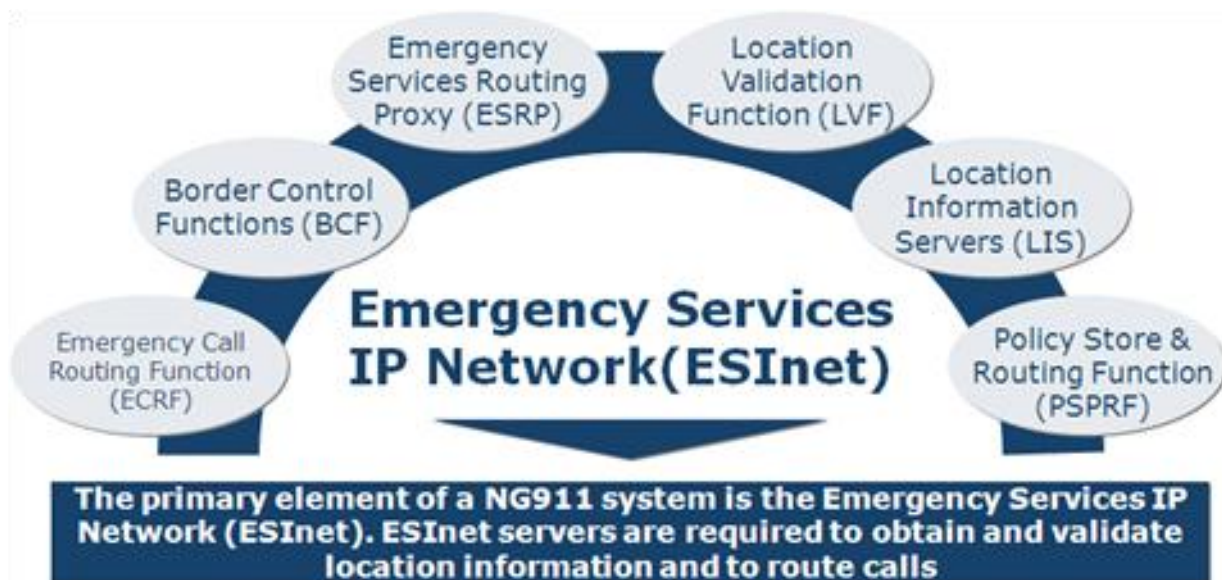 Emergency
Services Routing
Proxy (ESRP)
Location
Validation
Function (LVF)
Border Control
Functions (BCF)
Location
Information
Servers (LIS)
Emergency Call
Routing Function
(ECRF)
Emergency Services
IP Network(ESInet)
Policy Store &
Routing Function
(PSPRF)
The primary element of a NG911 system is the Emergency Services IP
Network (ESInet). ESInet servers are required to obtain and validate
location information and to route calls